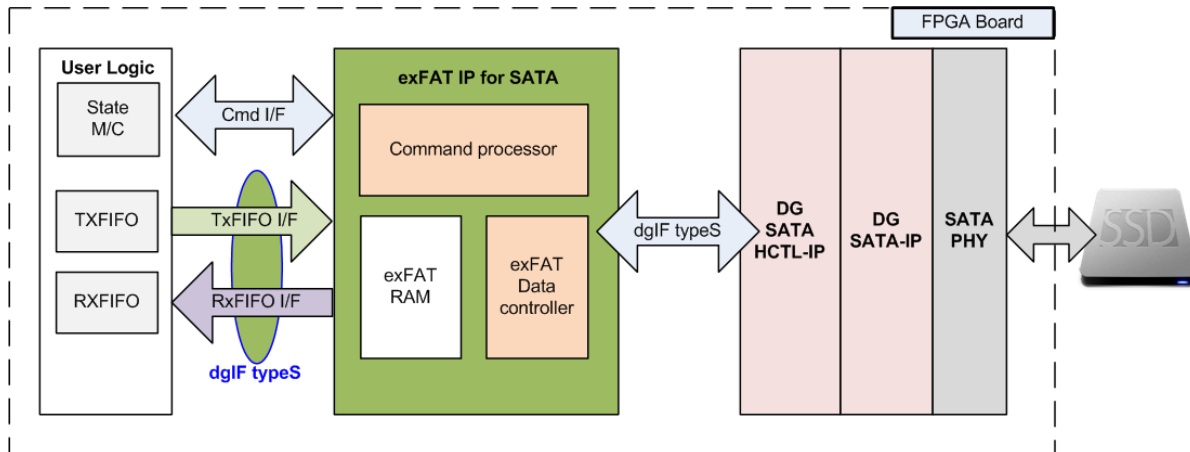 FPGA Board
User Logic
State
M/C
Cmd I/F
TXFIFO
TxFIFO I/F
RXFIFO
RxFIFO I/F
dgIF typeS
exFAT IP for SATA
Command processor
exFAT
RAM
exFAT
Data
controller
dgIF typeS
DG
SATA
HCTL-IP
DG
SATA-IP
SATA
PHY
SSD